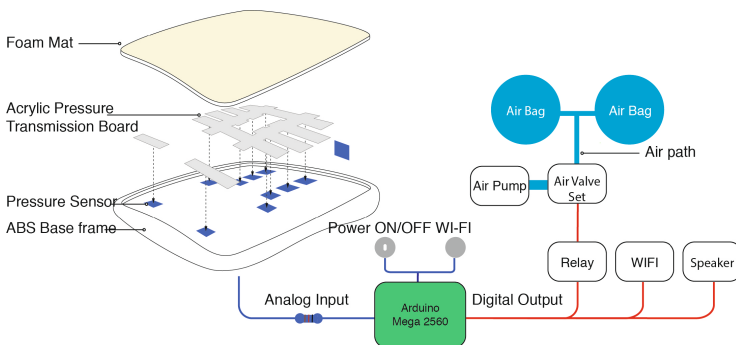 Foam Mat
Acrylic Pressure
Transmission Board
Pressure Sensor
ABS Base frame
Power ON/OFF WI-FI
Analog Input
Arduino
Mega 2560
Digital Output
Air Bag
Air Bag
Air path
Air Pump
Air Valve
Set
Relay
WIFI
Speaker